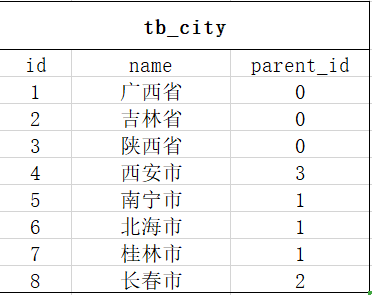 tb_city
id name parent_id
1 广西省 0
2 吉林省 0
3 陕西省 0
4 西安市 3
5 南宁市 1
6 北海市 1
7 桂林市 1
8 长春市 2